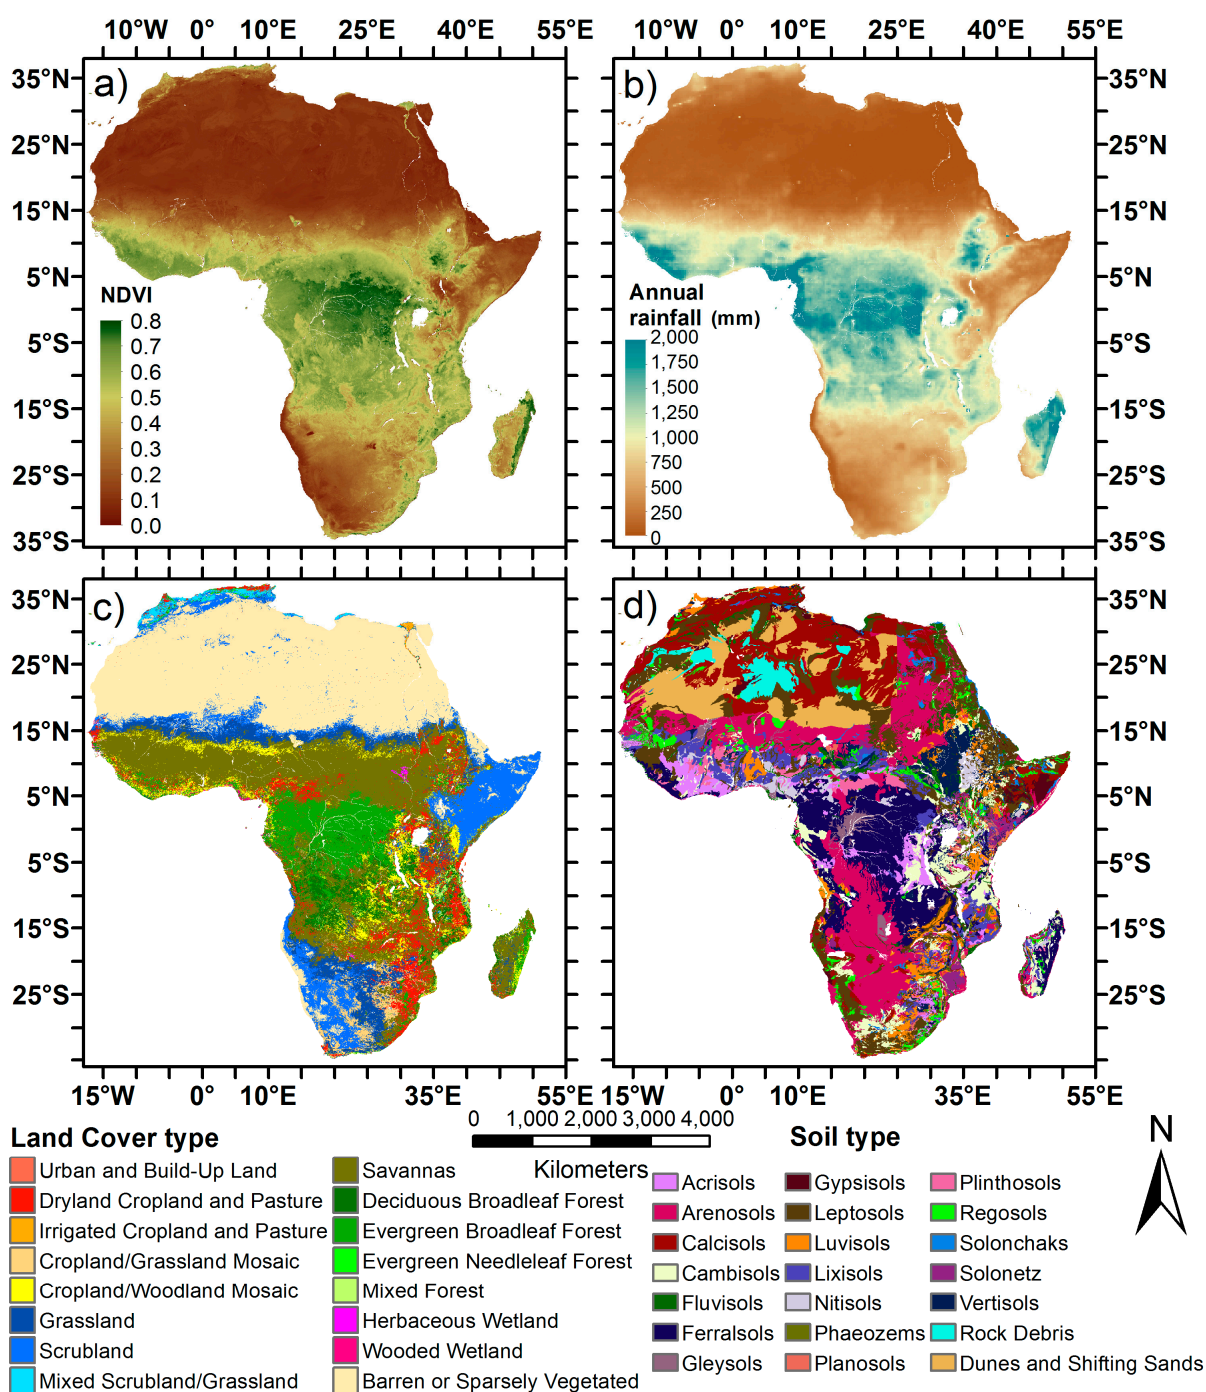 10°W 0° 10°E 25°E 40°E 55°E
10°W 0° 10°E 25°E 40°E 55°E
a)
b)
35°N
25°N
15°N
5°N
5°S
15°S
25°S
35°S
35°N
25°N
15°N
5°N
5°S
15°S
25°S
35°S
NDVI
0.8
0.7
0.6
0.5
0.4
0.3
0.2
0.1
0.0
Annual
rainfall (mm)
2,000
1,750
1,500
1,250
1,000
750
500
250
0
c)
d)
35°N
25°N
15°N
5°N
5°S
15°S
25°S
35°N
25°N
15°N
5°N
5°S
15°S
25°S
15°W 0° 10°E 35°E 55°E
15°W 0° 10°E 35°E 55°E
0 1,000 2,000 3,000 4,000
Kilometers
N
Land Cover type
Urban and Build-Up Land
Dryland Cropland and Pasture
Irrigated Cropland and Pasture
Cropland/Grassland Mosaic
Cropland/Woodland Mosaic
Grassland
Scrubland
Mixed Scrubland/Grassland
Savannas
Deciduous Broadleaf Forest
Evergreen Broadleaf Forest
Evergreen Needleleaf Forest
Mixed Forest
Herbaceous Wetland
Wooded Wetland
Barren or Sparsely Vegetated
Soil type
Acrisols
Arenosols
Calcisols
Cambisols
Fluvisols
Ferralsols
Gleysols
Gypsisols
Leptosols
Luvisols
Lixisols
Nitisols
Phaeozems
Planosols
Plinthosols
Regosols
Solonchaks
Solonetz
Vertisols
Rock Debris
Dunes and Shifting Sands